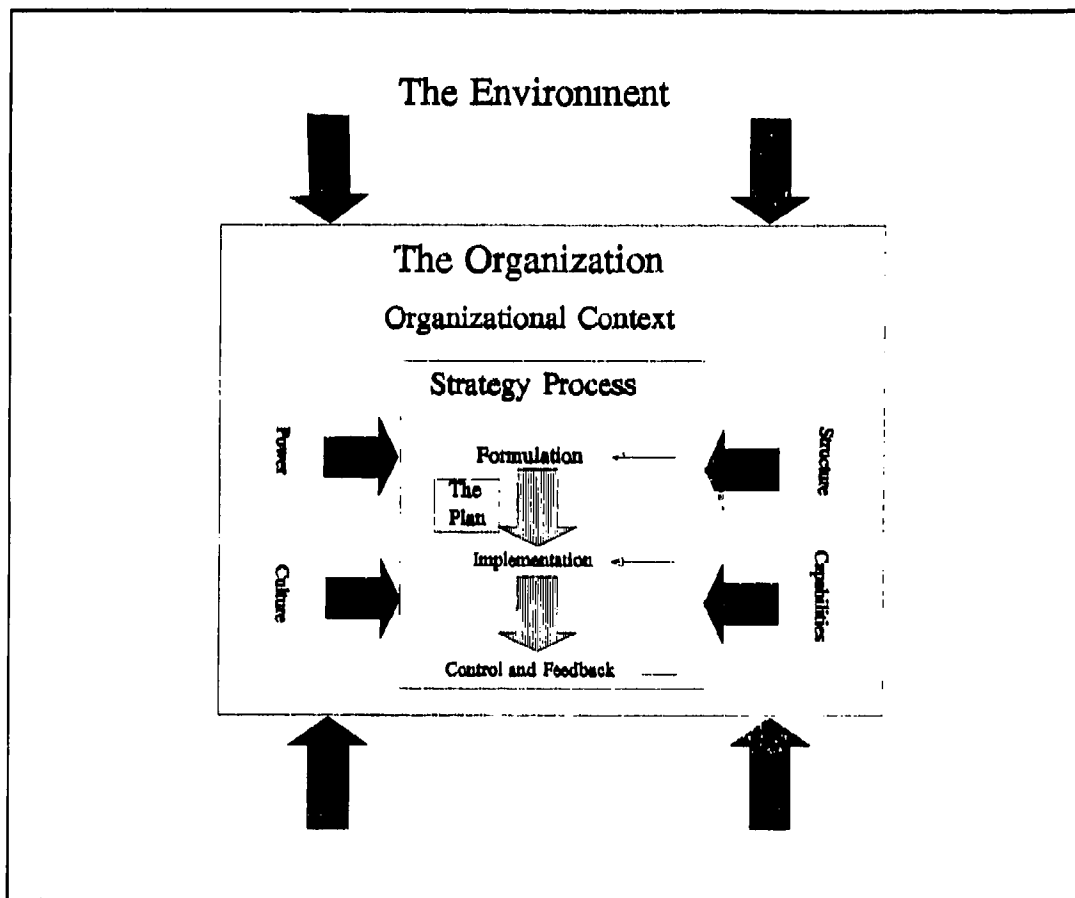 The Environment
The Organization
Organizational Context
Strategy Process
Power
Formulation
Structure
The
Plan
Implementation
Culture
Capabilities
Control and Feedback